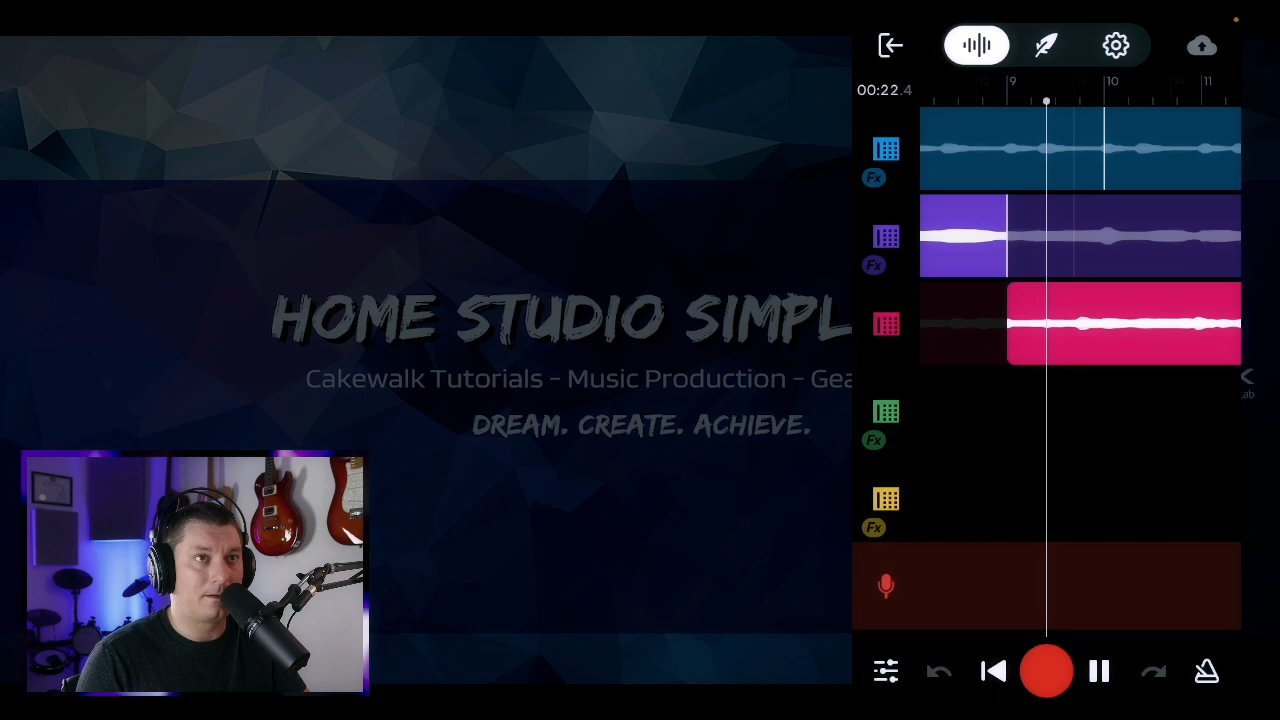 00:22.4
9
10
11
Fx
Fx
HOME STUDIO SIMPL
Cakewalk Tutorials - Music Production - Gea
DREAM. CREATE. ACHIEVE.
ab
Fx
Fx